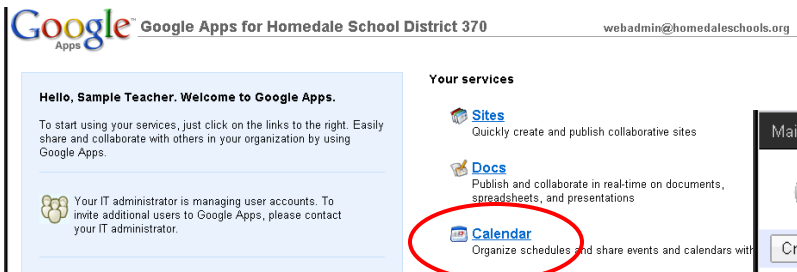 Google Apps
Google Apps for Homedale School District 370
webadmin@homedaleschools.org
Hello, Sample Teacher. Welcome to Google Apps.
To start using your services, just click on the links to the right. Easily
share and collaborate with others in your organization by using
Google Apps.
Your IT administrator is managing user accounts. To
invite additional users to Google Apps, please contact
your IT administrator.
Your services
Sites
Quickly create and publish collaborative sites
Docs
Publish and collaborate in real-time on documents,
spreadsheets, and presentations
Calendar
Organize schedules and share events and calendars with